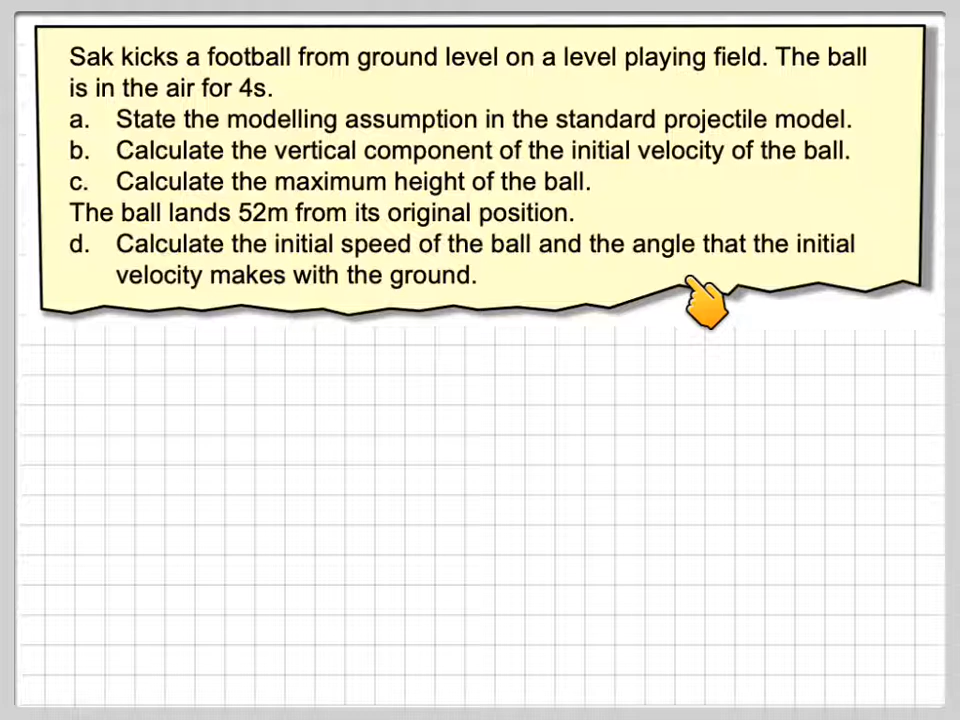 Sak kicks a football from ground level on a level playing field. The ball
is in the air for 4s.
a. State the modelling assumption in the standard projectile model.
b. Calculate the vertical component of the initial velocity of the ball.
c. Calculate the maximum height of the ball.
The ball lands 52m from its original position.
d. Calculate the initial speed of the ball and the angle that the initial
velocity makes with the ground.